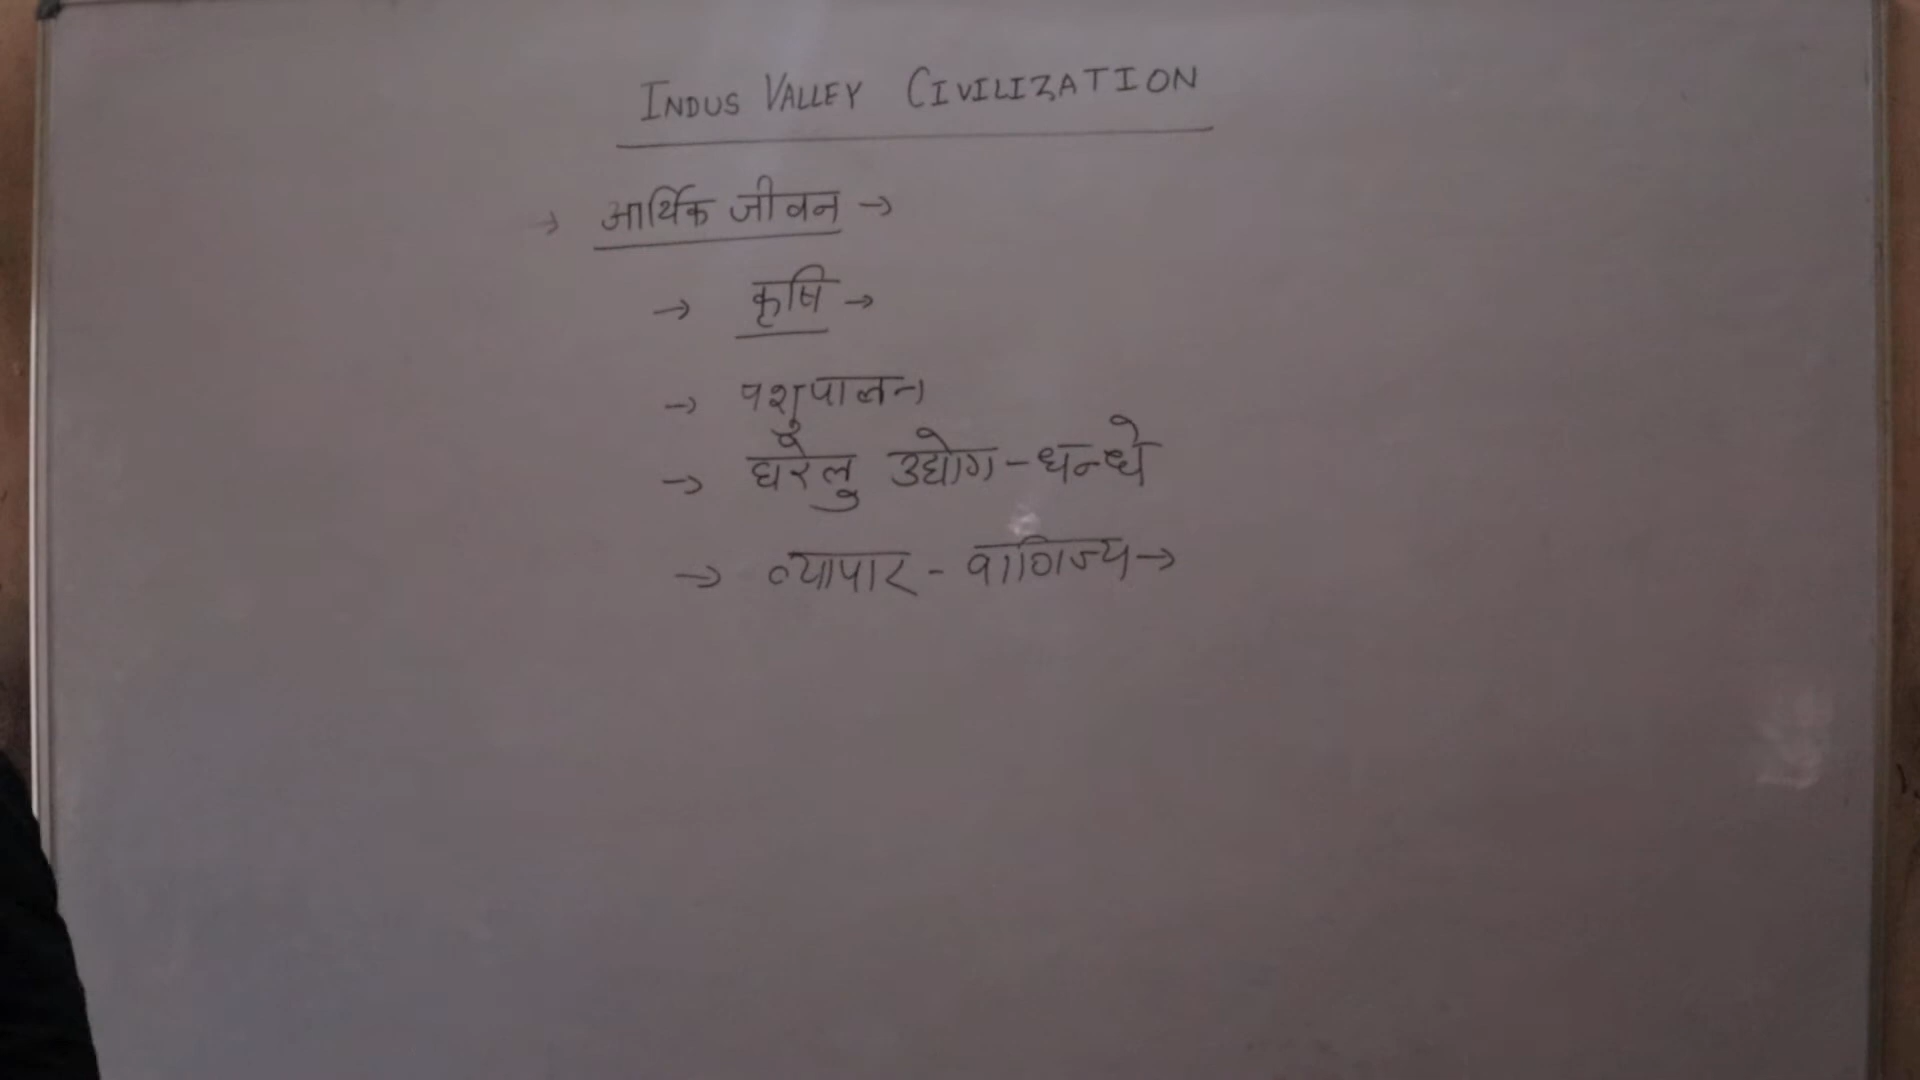 INDUS VALLEY CIVILIZATION
→ आर्थिक जीवन →
→ कृषि →
→ पशुपालन
→ घरेलु उद्योग - धन्धे
→ व्यापार - वाणिज्य →